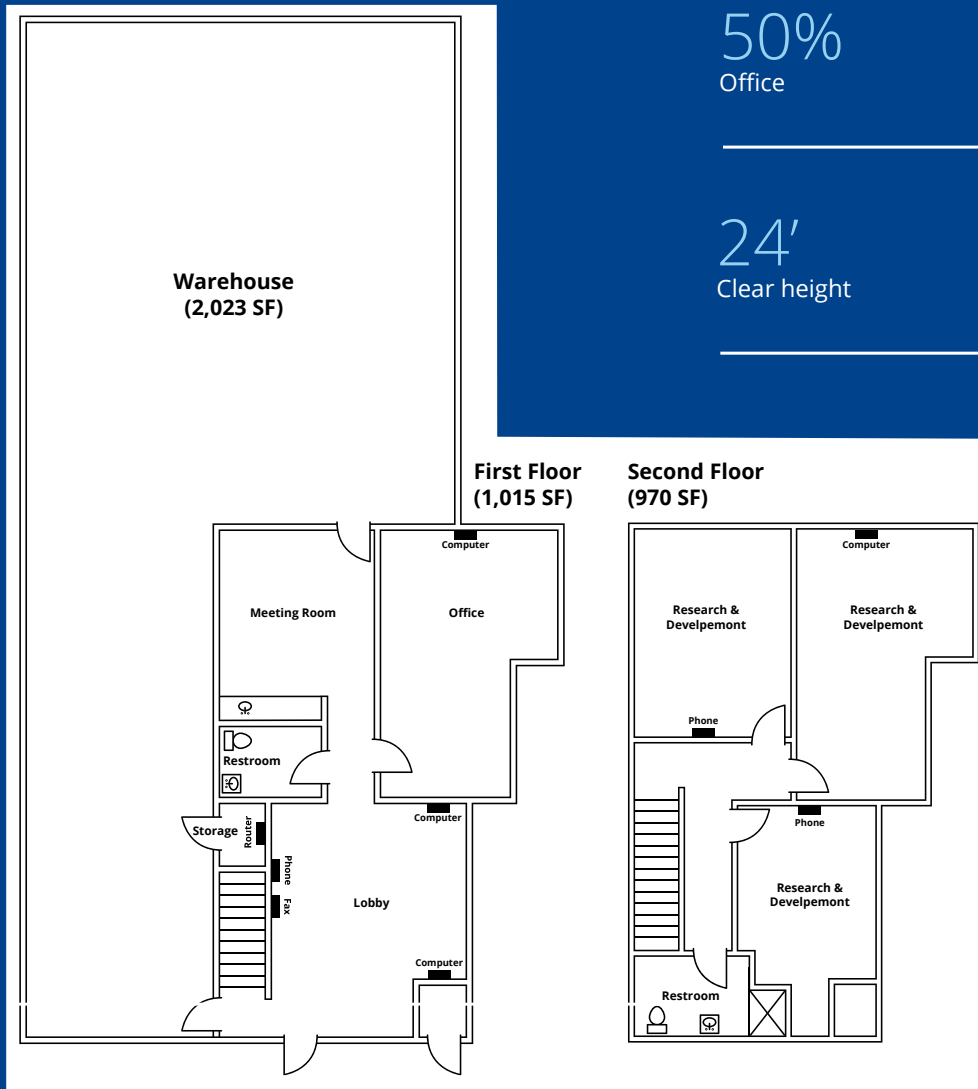 50%
Office
24′
Clear height
Warehouse
(2,023 SF)
First Floor
(1,015 SF)
Second Floor
(970 SF)
Computer
Meeting Room
Office
Restroom
Storage
Router
Phone
Fax
Lobby
Computer
Computer
Computer
Research &
Develpemont
Research &
Develpemont
Phone
Phone
Research &
Develpemont
Restroom